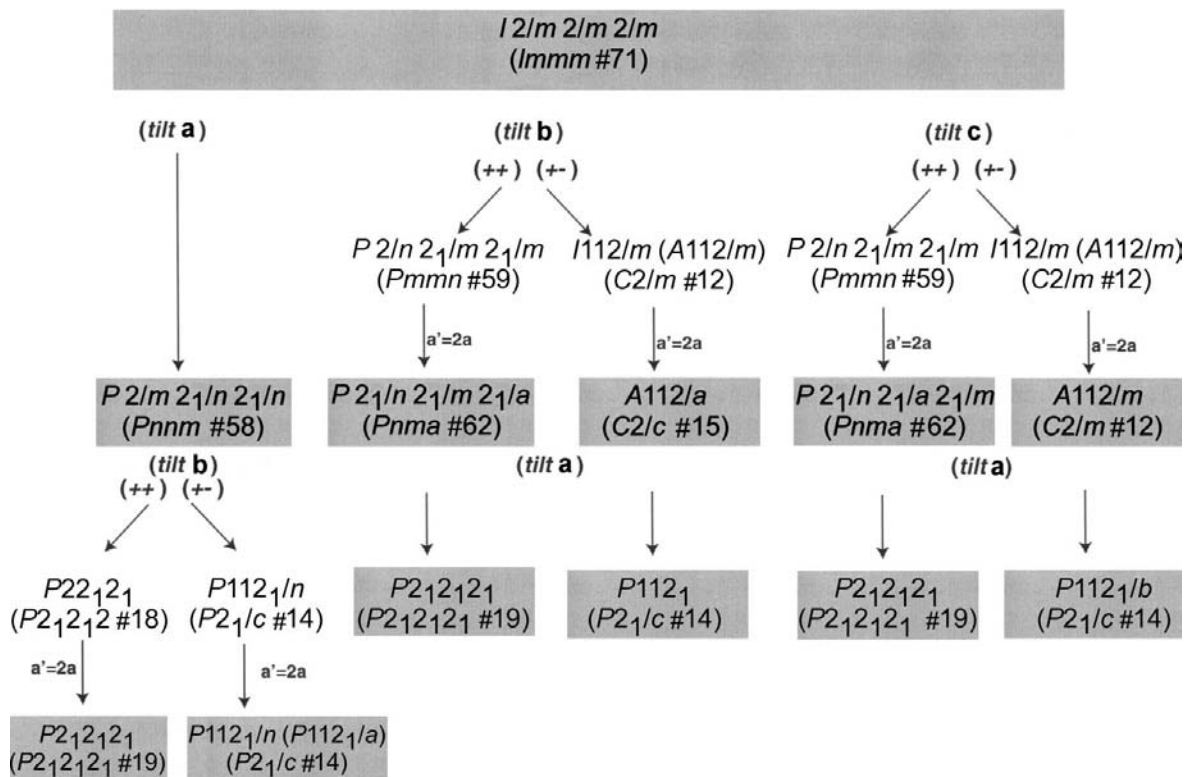 I 2/m 2/m 2/m
(Immm #71)
(tilt a)
(tilt b)
(tilt c)
(++) (+-)
(++) (+-)
P 2/n 2₁/m 2₁/m
(Pmmn #59)
I112/m (A112/m)
(C2/m #12)
P 2/n 2₁/m 2₁/m
(Pmmn #59)
I112/m (A112/m)
(C2/m #12)
a'=2a
a'=2a
a'=2a
a'=2a
P 2/m 2₁/n 2₁/n
(Pnnm #58)
P 2₁/n 2₁/m 2₁/a
(Pnma #62)
A112/a
(C2/c #15)
P 2₁/n 2₁/a 2₁/m
(Pnma #62)
A112/m
(C2/m #12)
(tilt b)
(++) (+-)
(tilt a)
(tilt a)
P22₁2₁
(P2₁2₁2 #18)
P112₁/n
(P2₁/c #14)
P2₁2₁2₁
(P2₁2₁2₁ #19)
P112₁
(P2₁/c #14)
P2₁2₁2₁
(P2₁2₁2₁ #19)
P112₁/b
(P2₁/c #14)
a'=2a
a'=2a
P2₁2₁2₁
(P2₁2₁2₁ #19)
P112₁/n (P112₁/a)
(P2₁/c #14)